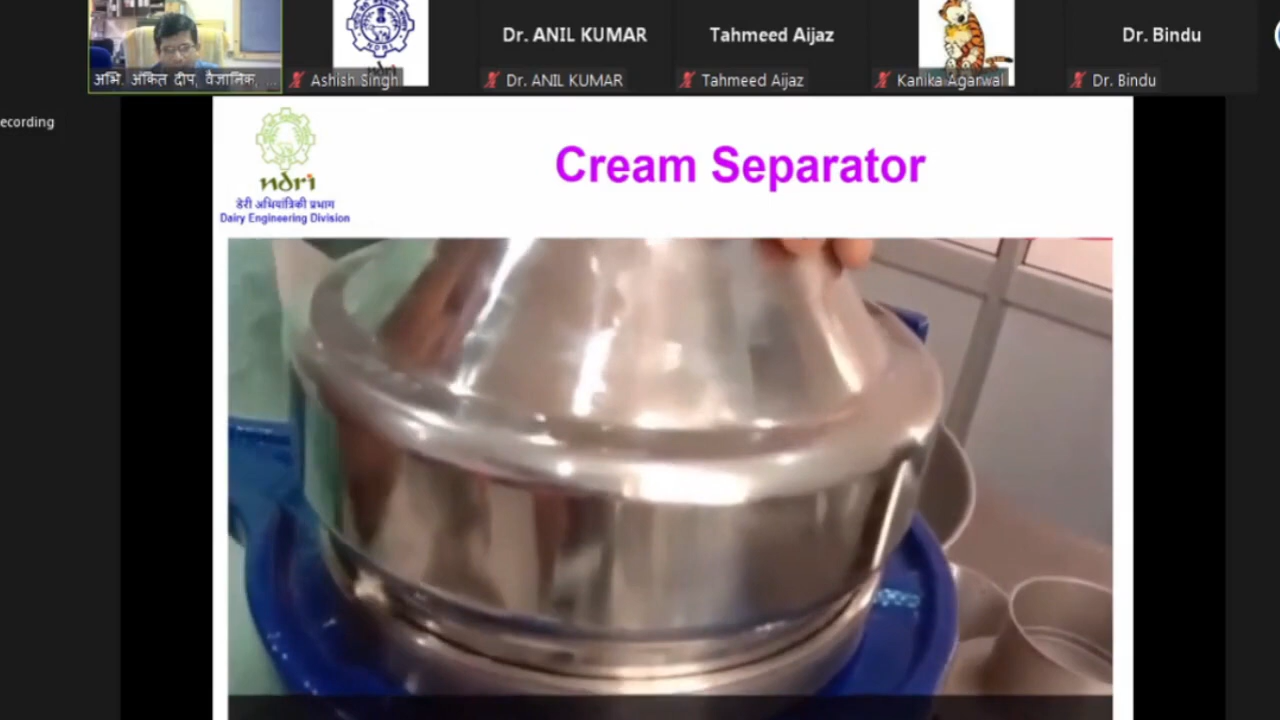 Dr. ANIL KUMAR
Tahmeed Aijaz
Dr. Bindu
अभि. अंकित दीप, वैज्ञानिक, ...
Ashish Singh
Dr. ANIL KUMAR
Tahmeed Aijaz
Kanika Agarwal
Dr. Bindu
ecording
ndri
डेरी अभियांत्रिकी प्रभाग
Dairy Engineering Division
Cream Separator